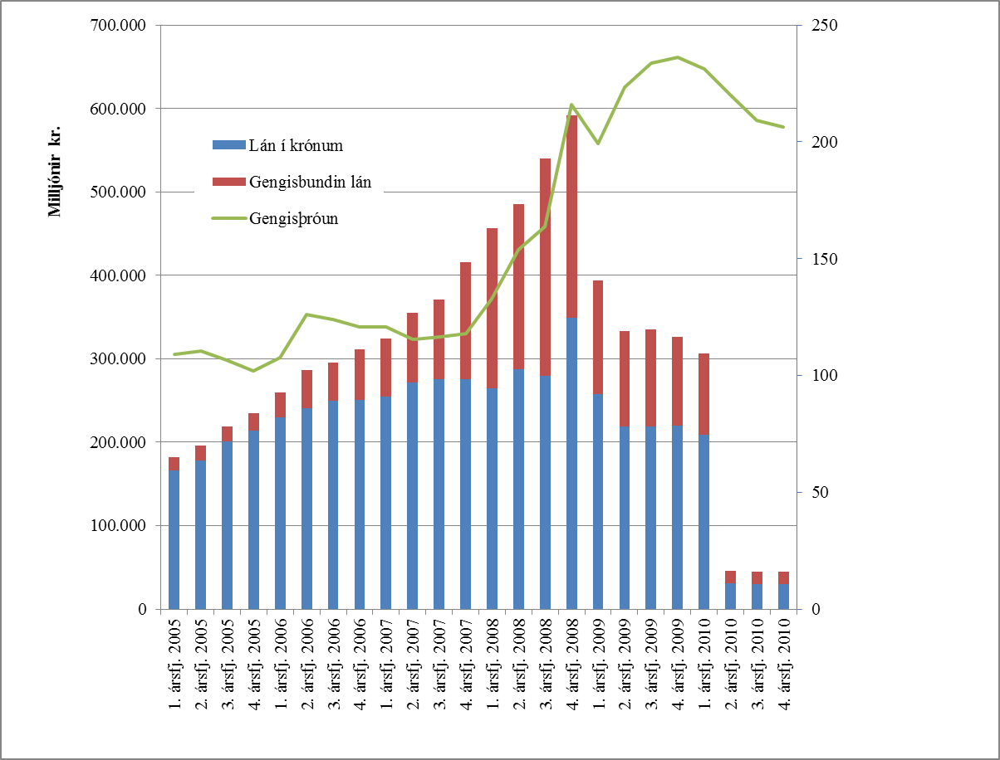 Milljónir kr.
700.000
600.000
500.000
400.000
300.000
200.000
100.000
0
Lán í krónum
Gengisbundin lán
Gengisþróun
250
200
150
100
50
0
1. ársfj. 2005
2. ársfj. 2005
3. ársfj. 2005
4. ársfj. 2005
1. ársfj. 2006
2. ársfj. 2006
3. ársfj. 2006
4. ársfj. 2006
1. ársfj. 2007
2. ársfj. 2007
3. ársfj. 2007
4. ársfj. 2007
1. ársfj. 2008
2. ársfj. 2008
3. ársfj. 2008
4. ársfj. 2008
1. ársfj. 2009
2. ársfj. 2009
3. ársfj. 2009
4. ársfj. 2009
1. ársfj. 2010
2. ársfj. 2010
3. ársfj. 2010
4. ársfj. 2010